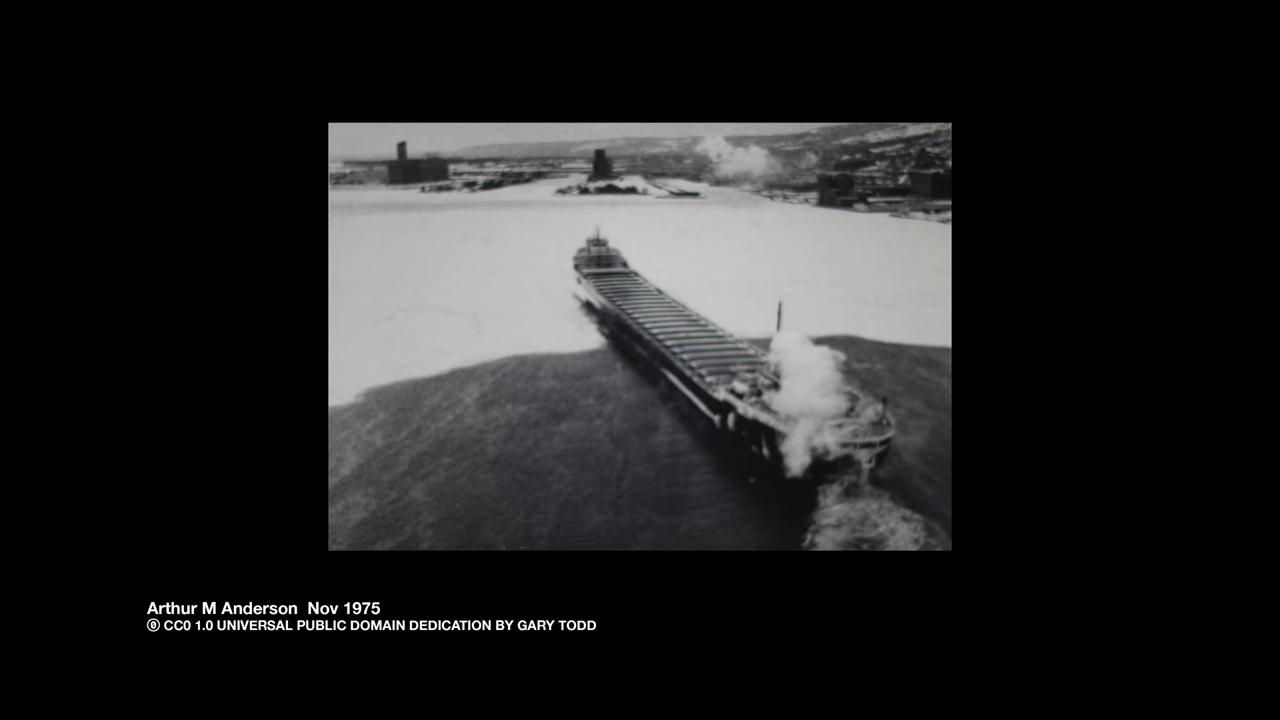 Arthur M Anderson  Nov 1975
🄍 CC0 1.0 UNIVERSAL PUBLIC DOMAIN DEDICATION BY GARY TODD